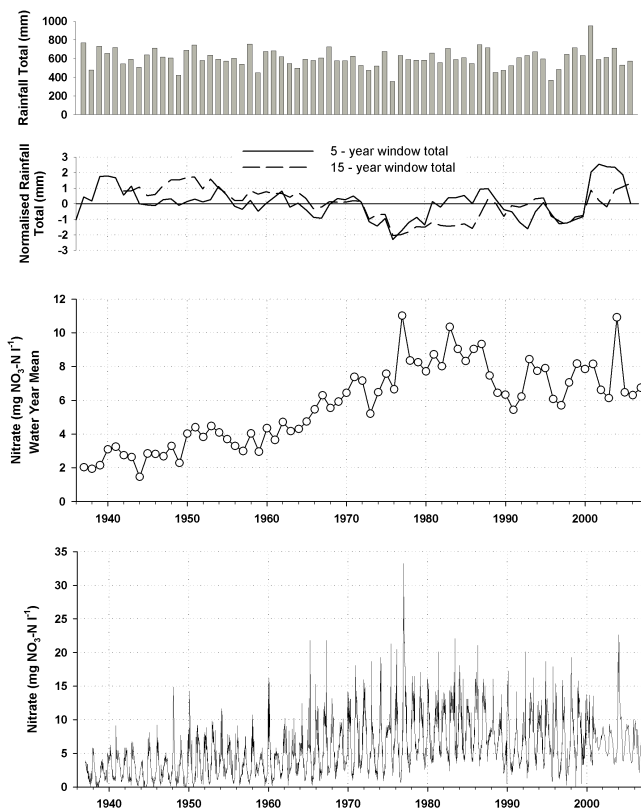 Rainfall Total (mm)
1000
800
600
400
200
0
5 - year window total
15 - year window total
Normalised Rainfall
Total (mm)
3
2
1
0
-1
-2
-3
Nitrate (mg NO₃-N l⁻¹)
Water Year Mean
12
10
8
6
4
2
0
1940 1950 1960 1970 1980 1990 2000
Nitrate (mg NO₃-N l⁻¹)
35
30
25
20
15
10
5
0
1940 1950 1960 1970 1980 1990 2000